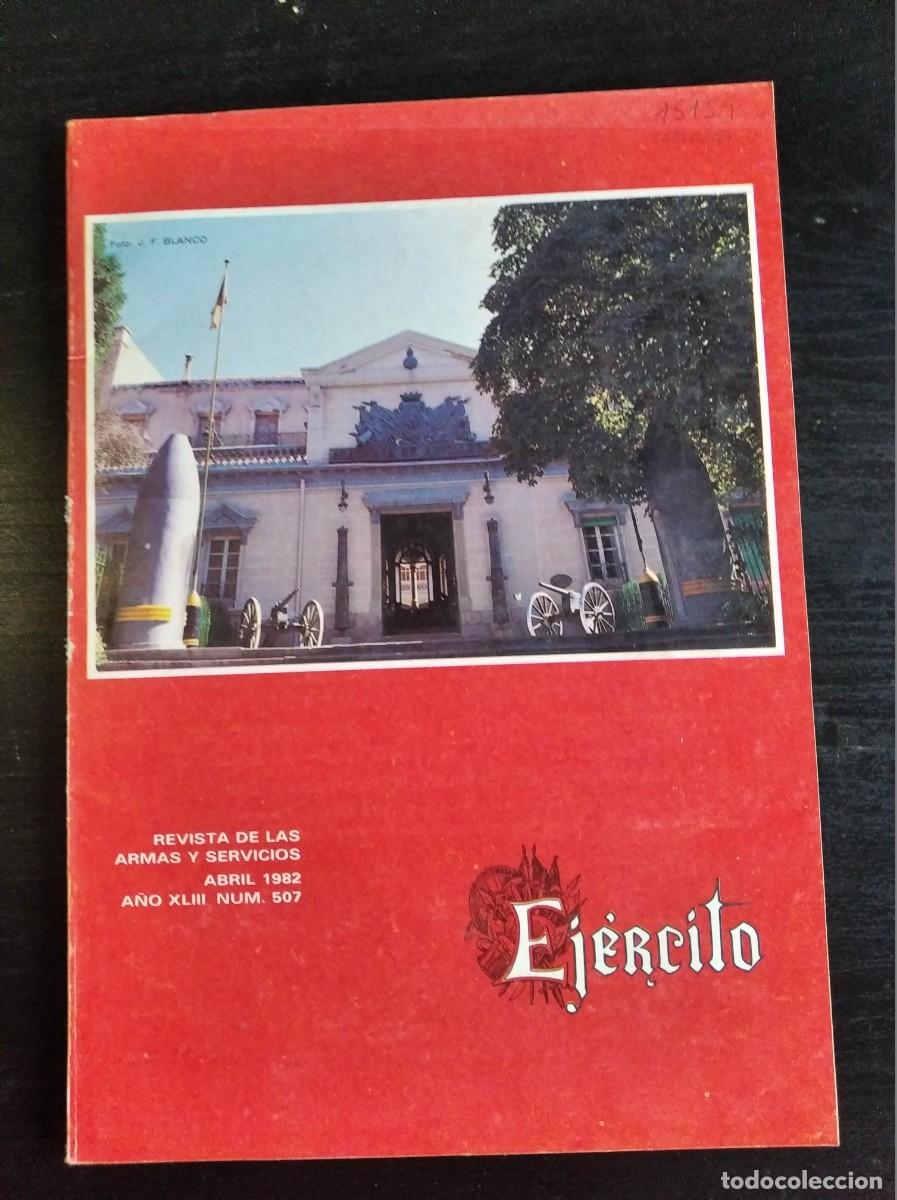 15151
Foto: J. F. BLANCO
REVISTA DE LAS
ARMAS Y SERVICIOS
ABRIL 1982
AÑO XLIII NUM. 507
Ejército
todocoleccion